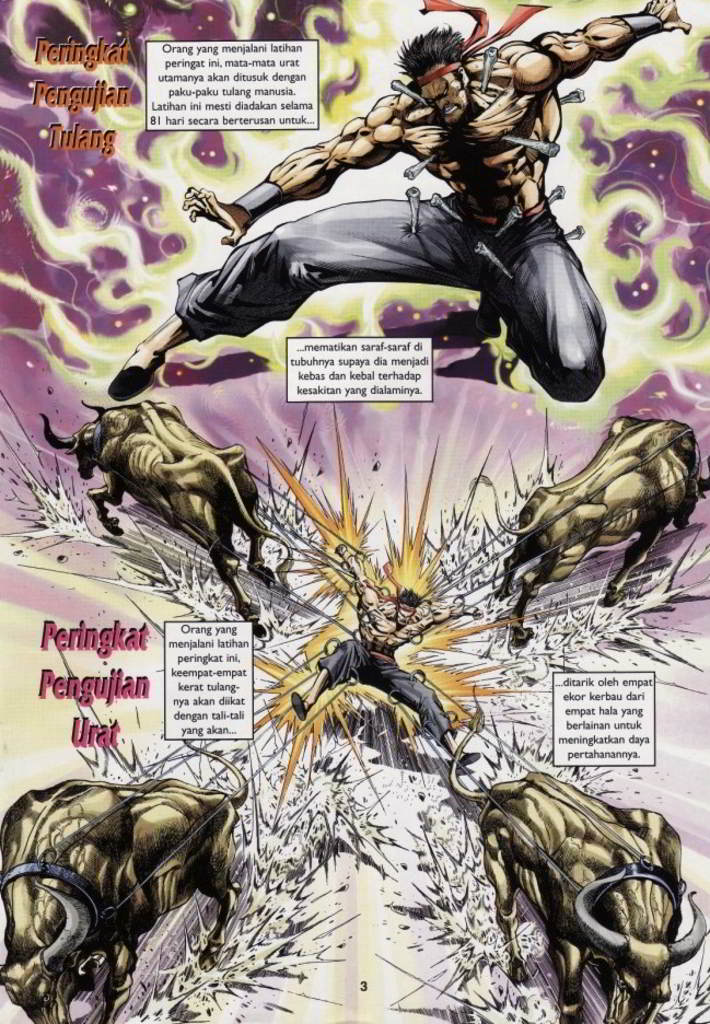 Peringkat
Pengujian
Tulang
Orang yang menjalani latihan
peringat ini, mata-mata urat
utamanya akan ditusuk dengan
paku-paku tulang manusia.
Latihan ini mesti diadakan selama
81 hari secara berterusan untuk...
...mematikan saraf-saraf di
tubuhnya supaya dia menjadi
kebas dan kebal terhadap
kesakitan yang dialaminya.
Peringkat
Pengujian
Urat
Orang yang
menjalani latihan
peringkat ini,
keempat-empat
kerat tulang-
nya akan diikat
dengan tali-tali
yang akan...
...ditarik oleh empat
ekor kerbau dari
empat hala yang
berlainan untuk
meningkatkan daya
pertahanannya.
3